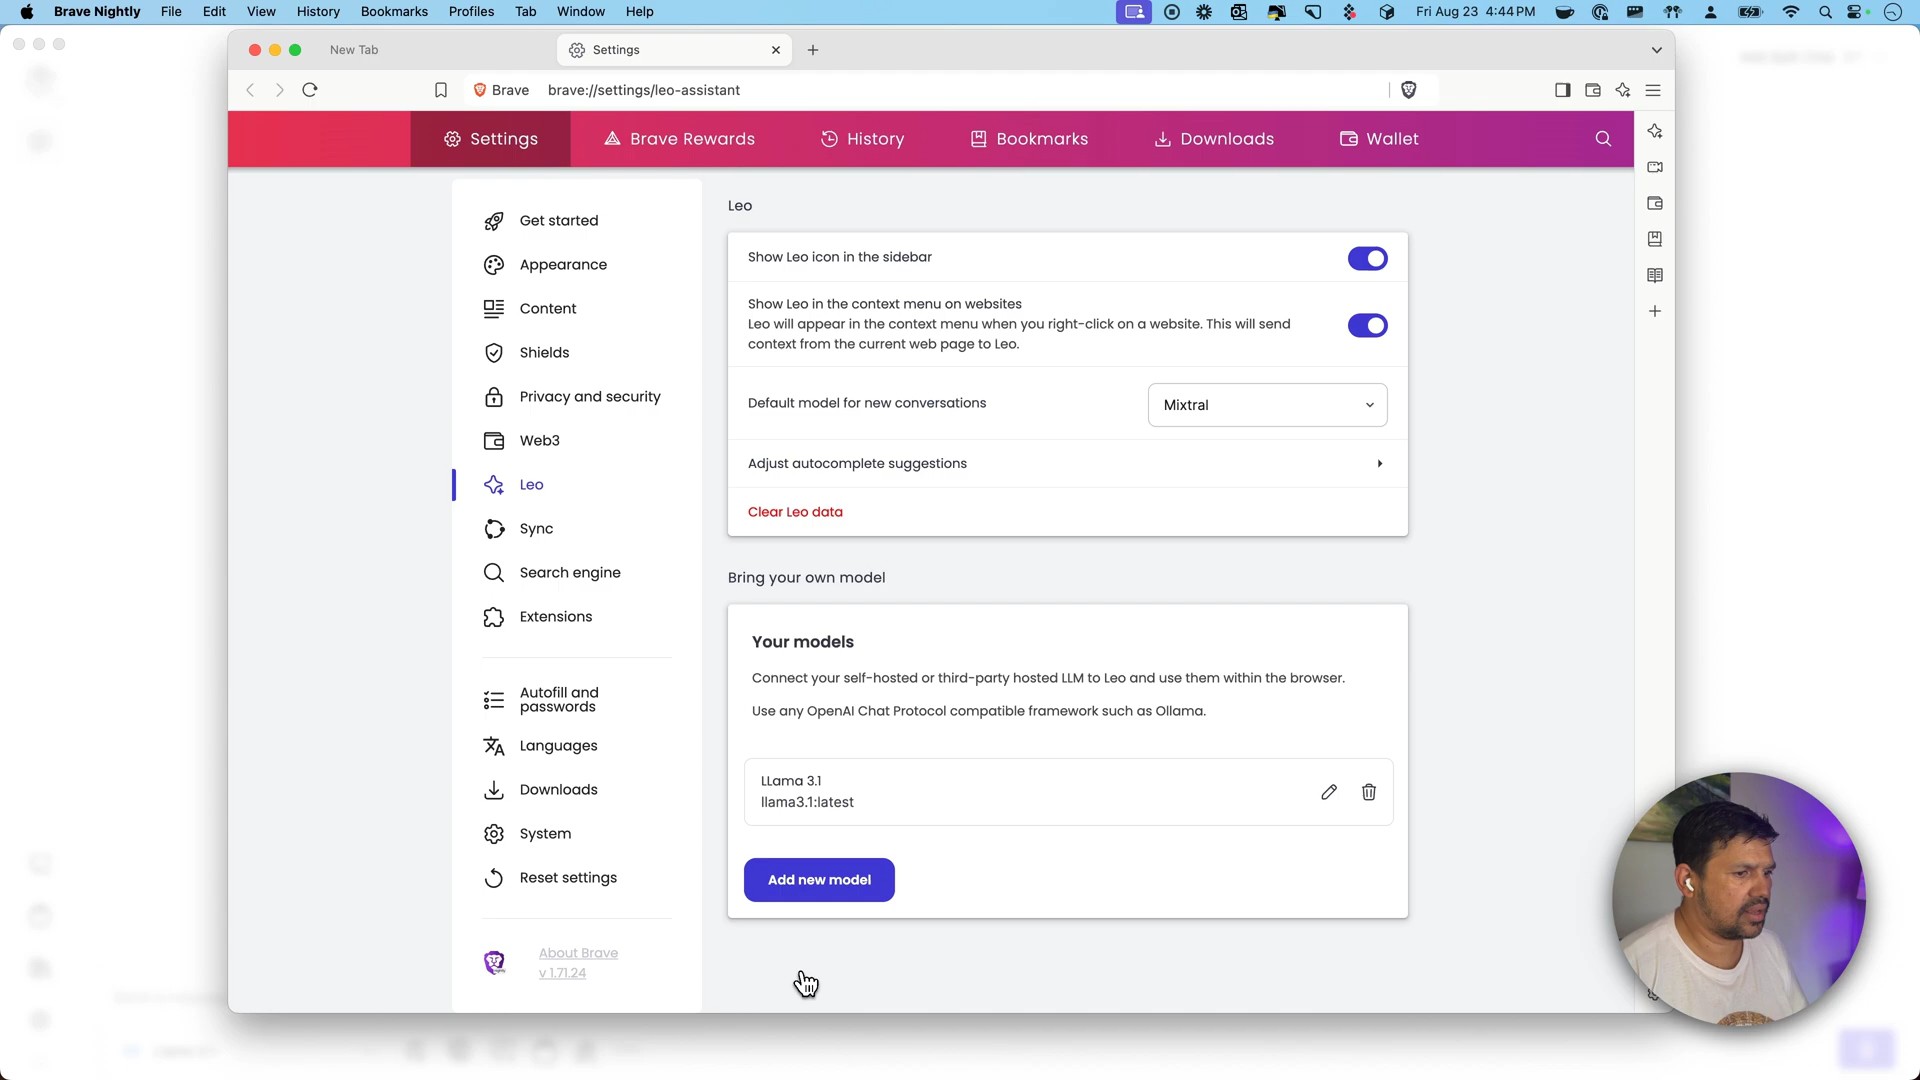 Brave Nightly File Edit View History Bookmarks Profiles Tab Window Help
Fri Aug 23 4:44 PM
New Tab
Settings
Brave brave://settings/leo-assistant
Settings
Brave Rewards
History
Bookmarks
Downloads
Wallet
Get started
Appearance
Content
Shields
Privacy and security
Web3
Leo
Sync
Search engine
Extensions
Autofill and
passwords
Languages
Downloads
System
Reset settings
About Brave
v 1.71.24
Leo
Show Leo icon in the sidebar
Show Leo in the context menu on websites
Leo will appear in the context menu when you right-click on a website. This will send
context from the current web page to Leo.
Default model for new conversations
Mixtral
Adjust autocomplete suggestions
Clear Leo data
Bring your own model
Your models
Connect your self-hosted or third-party hosted LLM to Leo and use them within the browser.
Use any OpenAI Chat Protocol compatible framework such as Ollama.
LLama 3.1
llama3.1:latest
Add new model